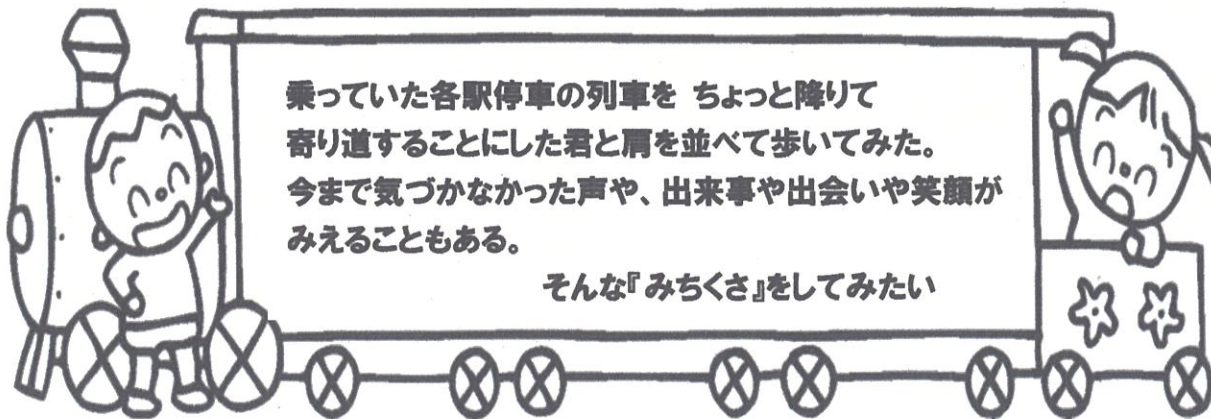 乗っていた各駅停車の列車を ちょっと降りて
寄り道することにした君と肩を並べて歩いてみた。
今まで気づかなかった声や、出来事や出会いや笑顔が
みえることもある。
そんな『みちくさ』をしてみたい